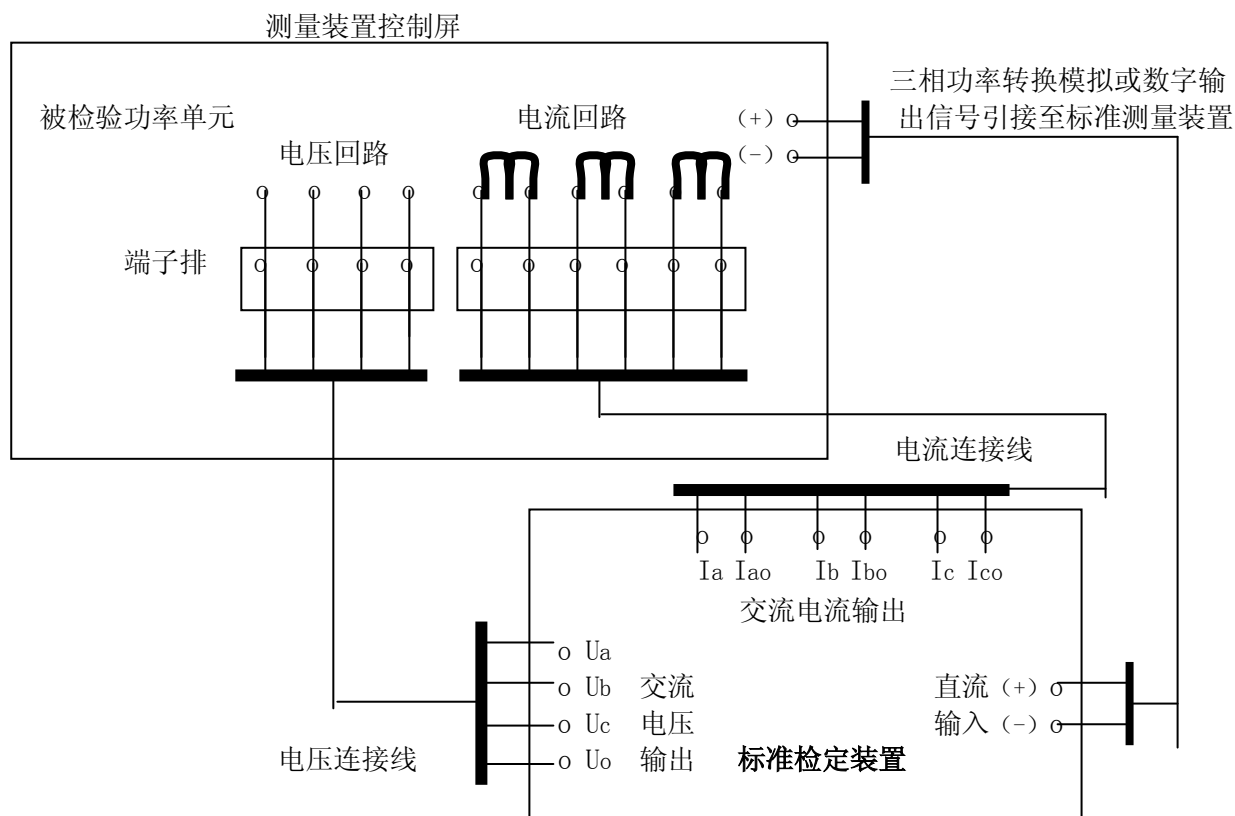 测量装置控制屏
三相功率转换模拟或数字输
出信号引接至标准测量装置
被检验功率单元
电流回路
(+) o
(-) o
电压回路
o o o o
o o o o o o
端子排
o o o o
o o o o o o
电流连接线
o o o o o o
Ia Iao Ib Ibo Ic Ico
交流电流输出
o Ua
o Ub 交流
o Uc 电压
o Uo 输出
直流 (+) o
输入 (-) o
电压连接线
标准检定装置